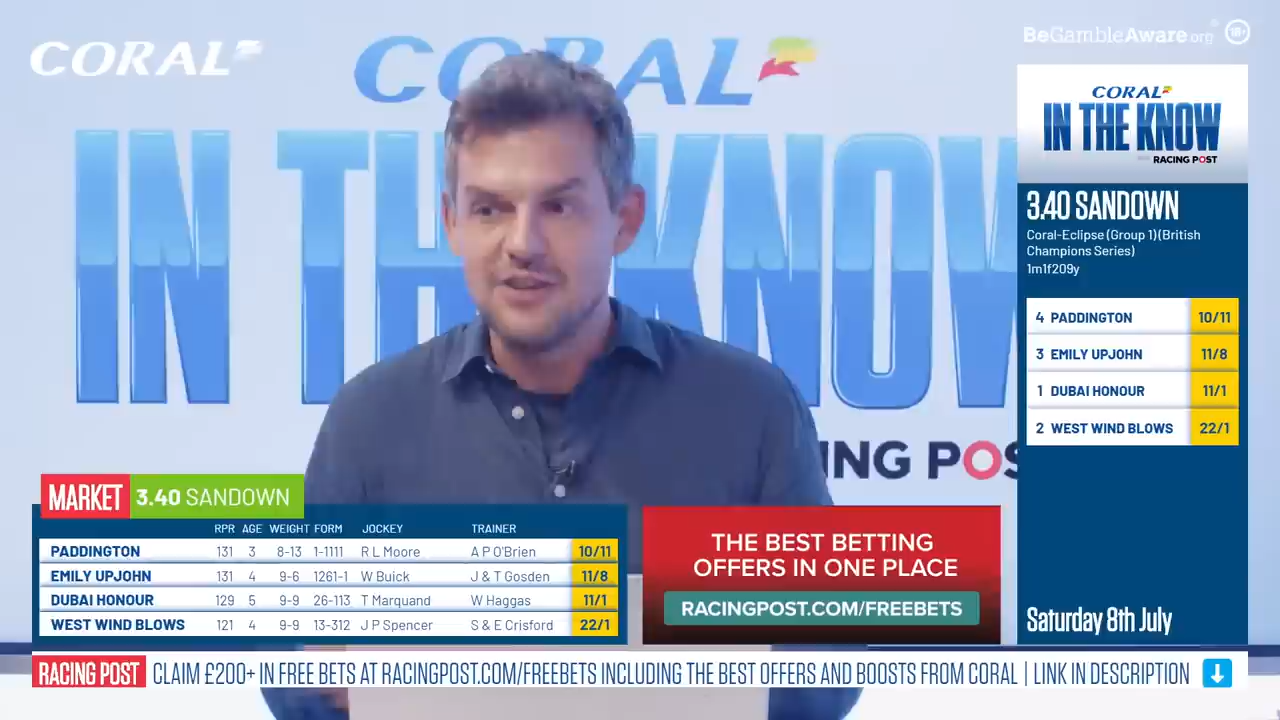 CORAL
CORAL
IN THE KNOW
ING POS
BeGambleAware.org 18+
CORAL
IN THE KNOW
RACING POST
3.40 SANDOWN
Coral-Eclipse (Group 1) (British
Champions Series)
1m1f209y
4 PADDINGTON 10/11
3 EMILY UPJOHN 11/8
1 DUBAI HONOUR 11/1
2 WEST WIND BLOWS 22/1
Saturday 8th July
MARKET 3.40 SANDOWN
RPR AGE WEIGHT FORM JOCKEY TRAINER
PADDINGTON 131 3 8-13 1-1111 R L Moore A P O'Brien 10/11
EMILY UPJOHN 131 4 9-6 1261-1 W Buick J & T Gosden 11/8
DUBAI HONOUR 129 5 9-9 26-113 T Marquand W Haggas 11/1
WEST WIND BLOWS 121 4 9-9 13-312 J P Spencer S & E Crisford 22/1
THE BEST BETTING
OFFERS IN ONE PLACE
RACINGPOST.COM/FREEBETS
RACING POST CLAIM £200+ IN FREE BETS AT RACINGPOST.COM/FREEBETS INCLUDING THE BEST OFFERS AND BOOSTS FROM CORAL | LINK IN DESCRIPTION